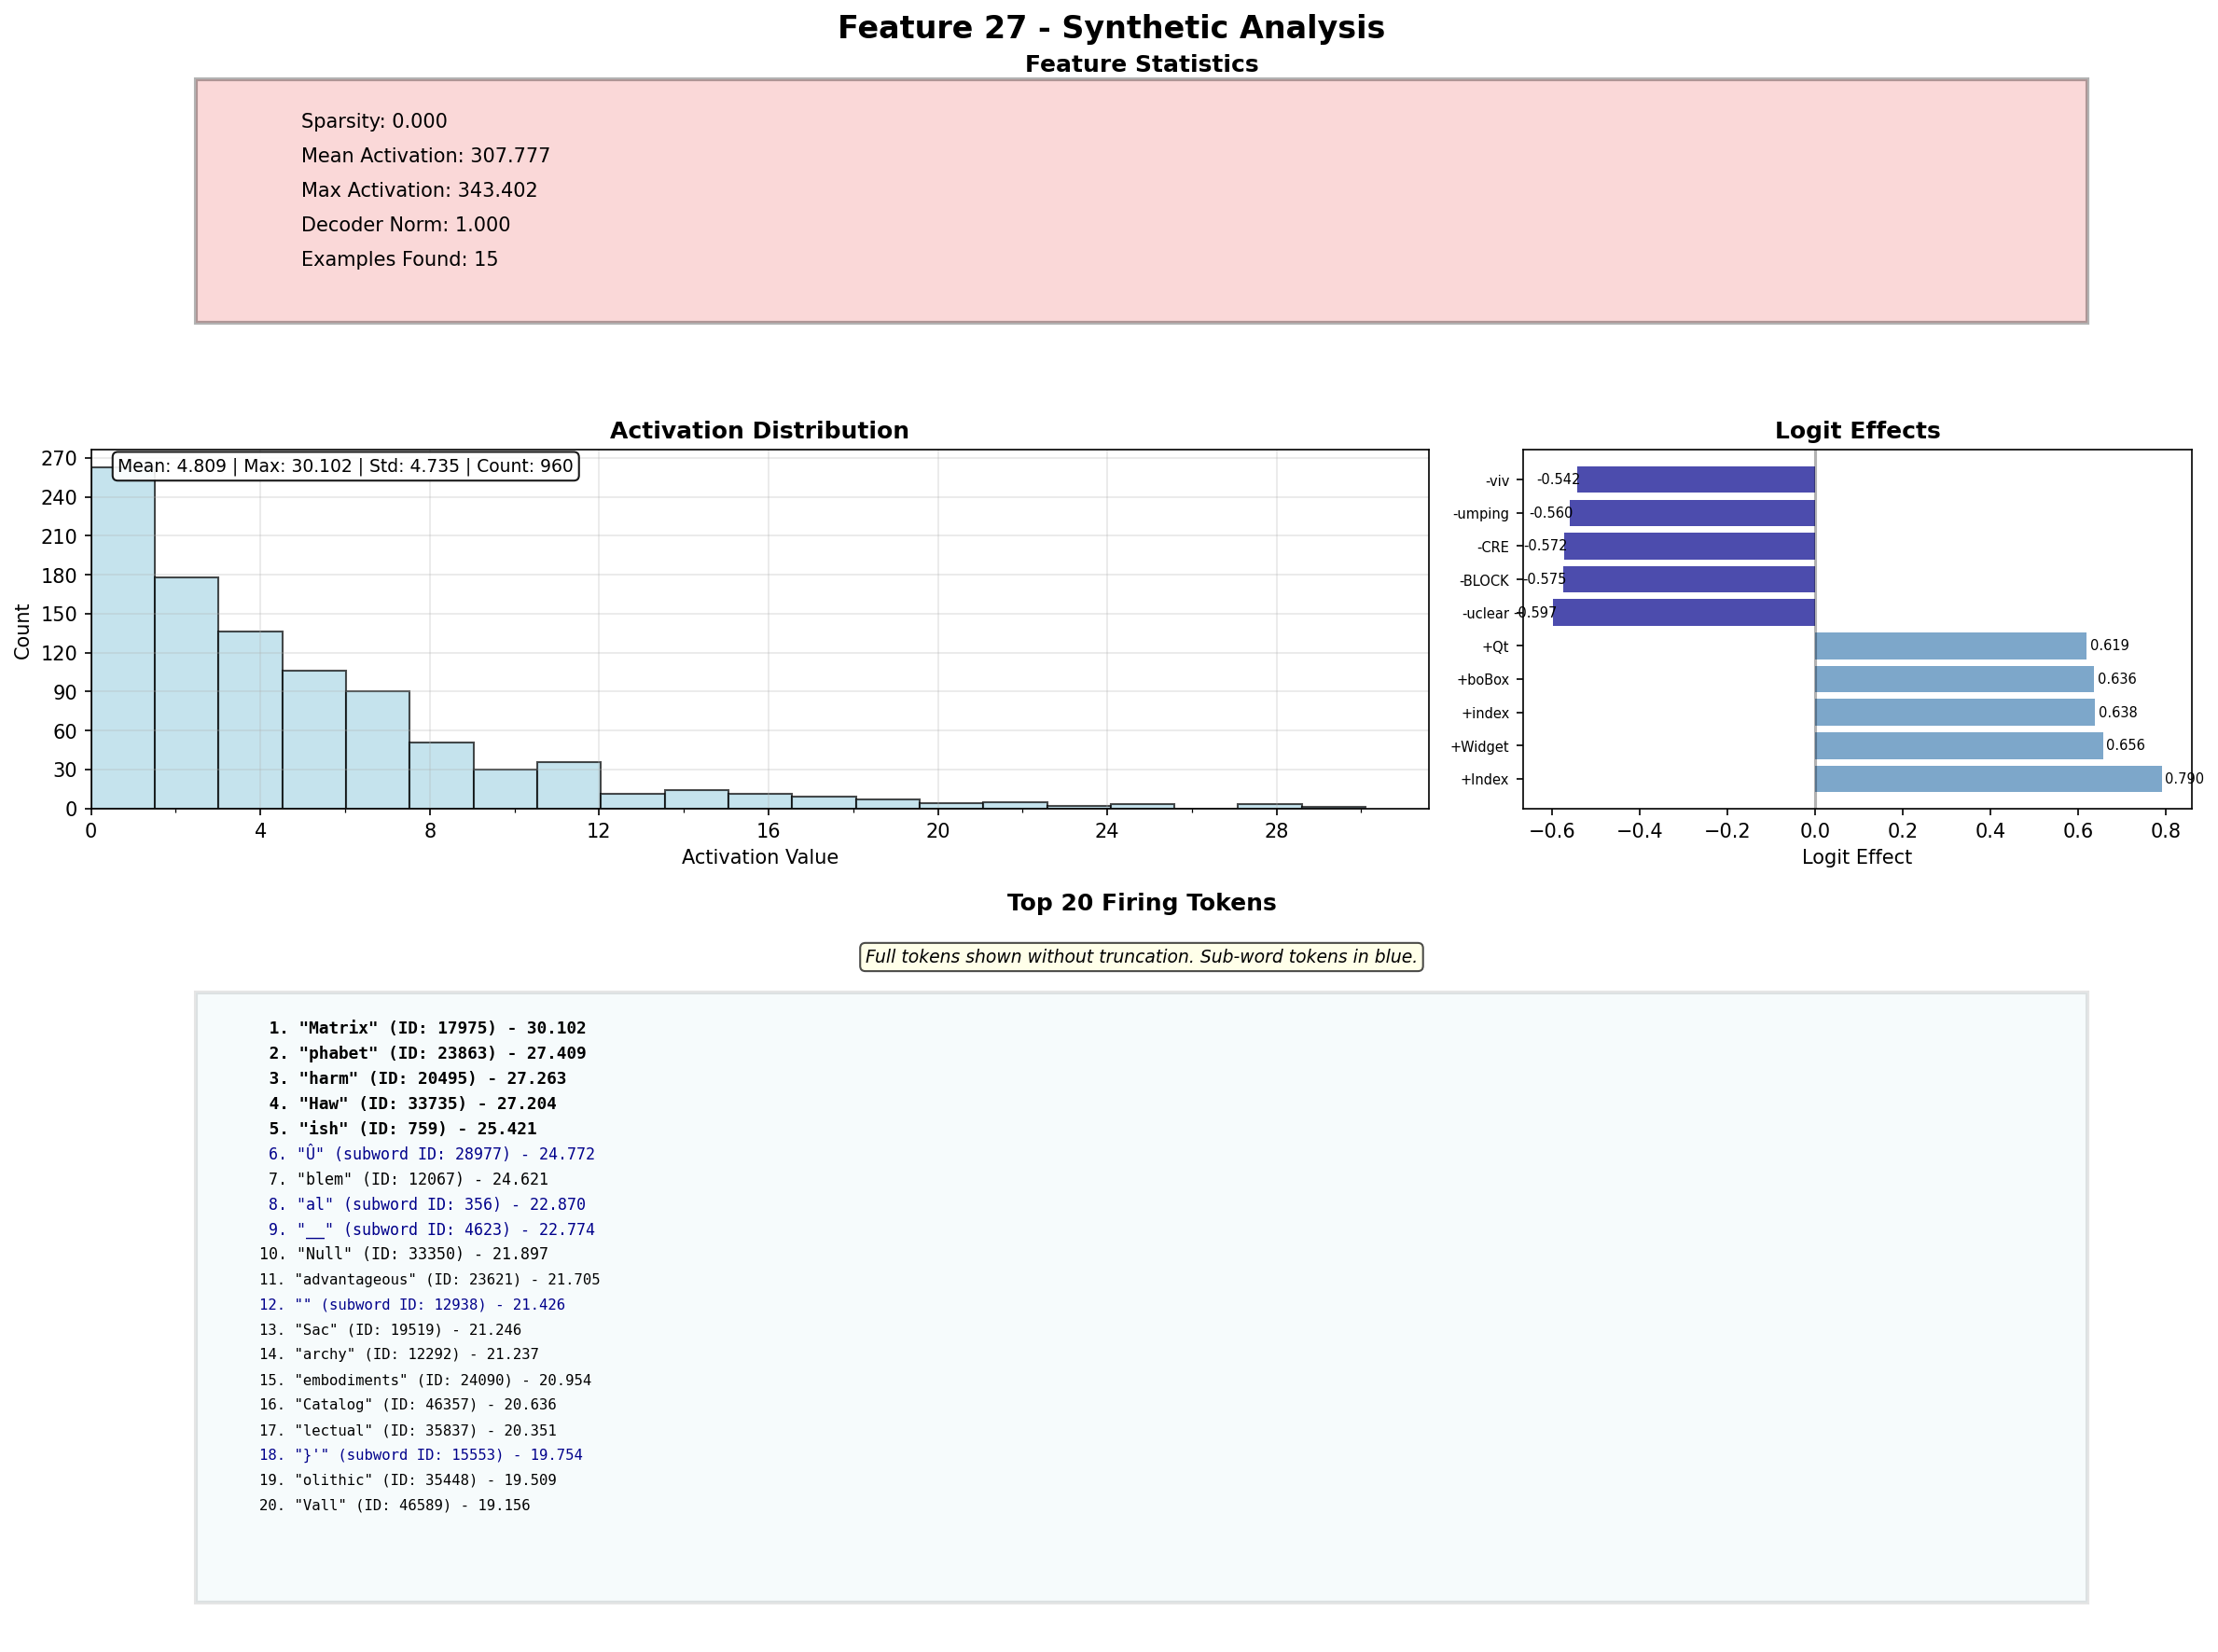 Feature 27 - Synthetic Analysis
Feature Statistics
Sparsity: 0.000
Mean Activation: 307.777
Max Activation: 343.402
Decoder Norm: 1.000
Examples Found: 15
Activation Distribution
Mean: 4.809 | Max: 30.102 | Std: 4.735 | Count: 960
Count
270
240
210
180
150
120
90
60
30
0
0 4 8 12 16 20 24 28
Activation Value
Logit Effects
-viv -0.542
-umping -0.560
-CRE -0.572
-BLOCK -0.575
-uclear -0.597
+Qt 0.619
+boBox 0.636
+index 0.638
+Widget 0.656
+Index 0.790
−0.6 −0.4 −0.2 0.0 0.2 0.4 0.6 0.8
Logit Effect
Top 20 Firing Tokens
Full tokens shown without truncation. Sub-word tokens in blue.
1. "Matrix" (ID: 17975) - 30.102
2. "phabet" (ID: 23863) - 27.409
3. "harm" (ID: 20495) - 27.263
4. "Haw" (ID: 33735) - 27.204
5. "ish" (ID: 759) - 25.421
6. "Û" (subword ID: 28977) - 24.772
7. "blem" (ID: 12067) - 24.621
8. "al" (subword ID: 356) - 22.870
9. "__" (subword ID: 4623) - 22.774
10. "Null" (ID: 33350) - 21.897
11. "advantageous" (ID: 23621) - 21.705
12. "" (subword ID: 12938) - 21.426
13. "Sac" (ID: 19519) - 21.246
14. "archy" (ID: 12292) - 21.237
15. "embodiments" (ID: 24090) - 20.954
16. "Catalog" (ID: 46357) - 20.636
17. "lectual" (ID: 35837) - 20.351
18. "}'" (subword ID: 15553) - 19.754
19. "olithic" (ID: 35448) - 19.509
20. "Vall" (ID: 46589) - 19.156